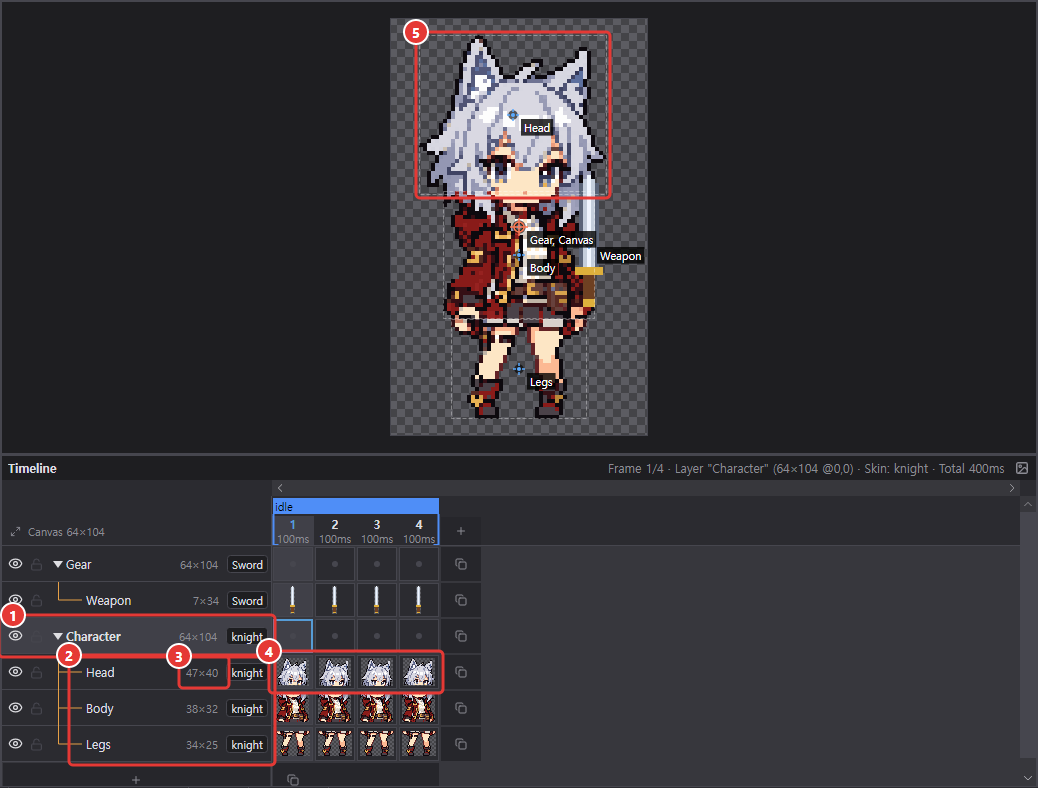 5
Head
Gear, Canvas
Weapon
Body
Legs
Timeline
Frame 1/4 · Layer "Character" (64×104 @0,0) · Skin: knight · Total 400ms
idle
1 2 3 4 +
Canvas 64×104
100ms 100ms 100ms 100ms
Gear 64×104 Sword
Weapon 7×34 Sword
1
Character 64×104 knight
2 3 4
Head 47×40 knight
Body 38×32 knight
Legs 34×25 knight
+